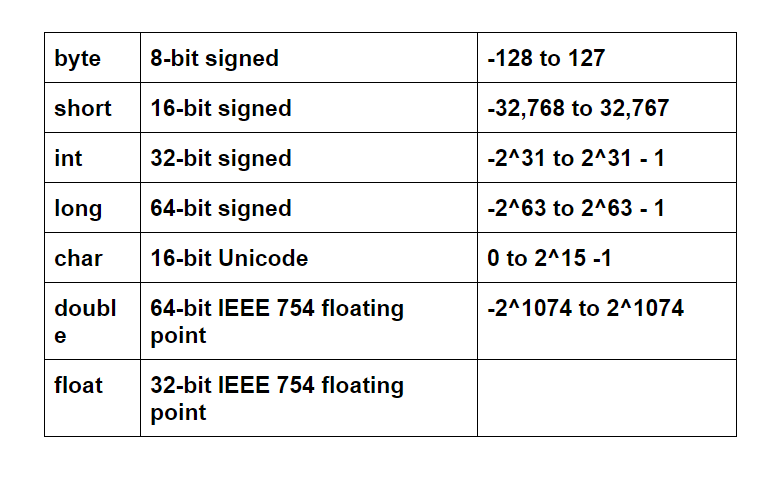 byte 8-bit signed -128 to 127
short 16-bit signed -32,768 to 32,767
int 32-bit signed -2^31 to 2^31 - 1
long 64-bit signed -2^63 to 2^63 - 1
char 16-bit Unicode 0 to 2^15 -1
doubl 64-bit IEEE 754 floating -2^1074 to 2^1074
e point
float 32-bit IEEE 754 floating
point